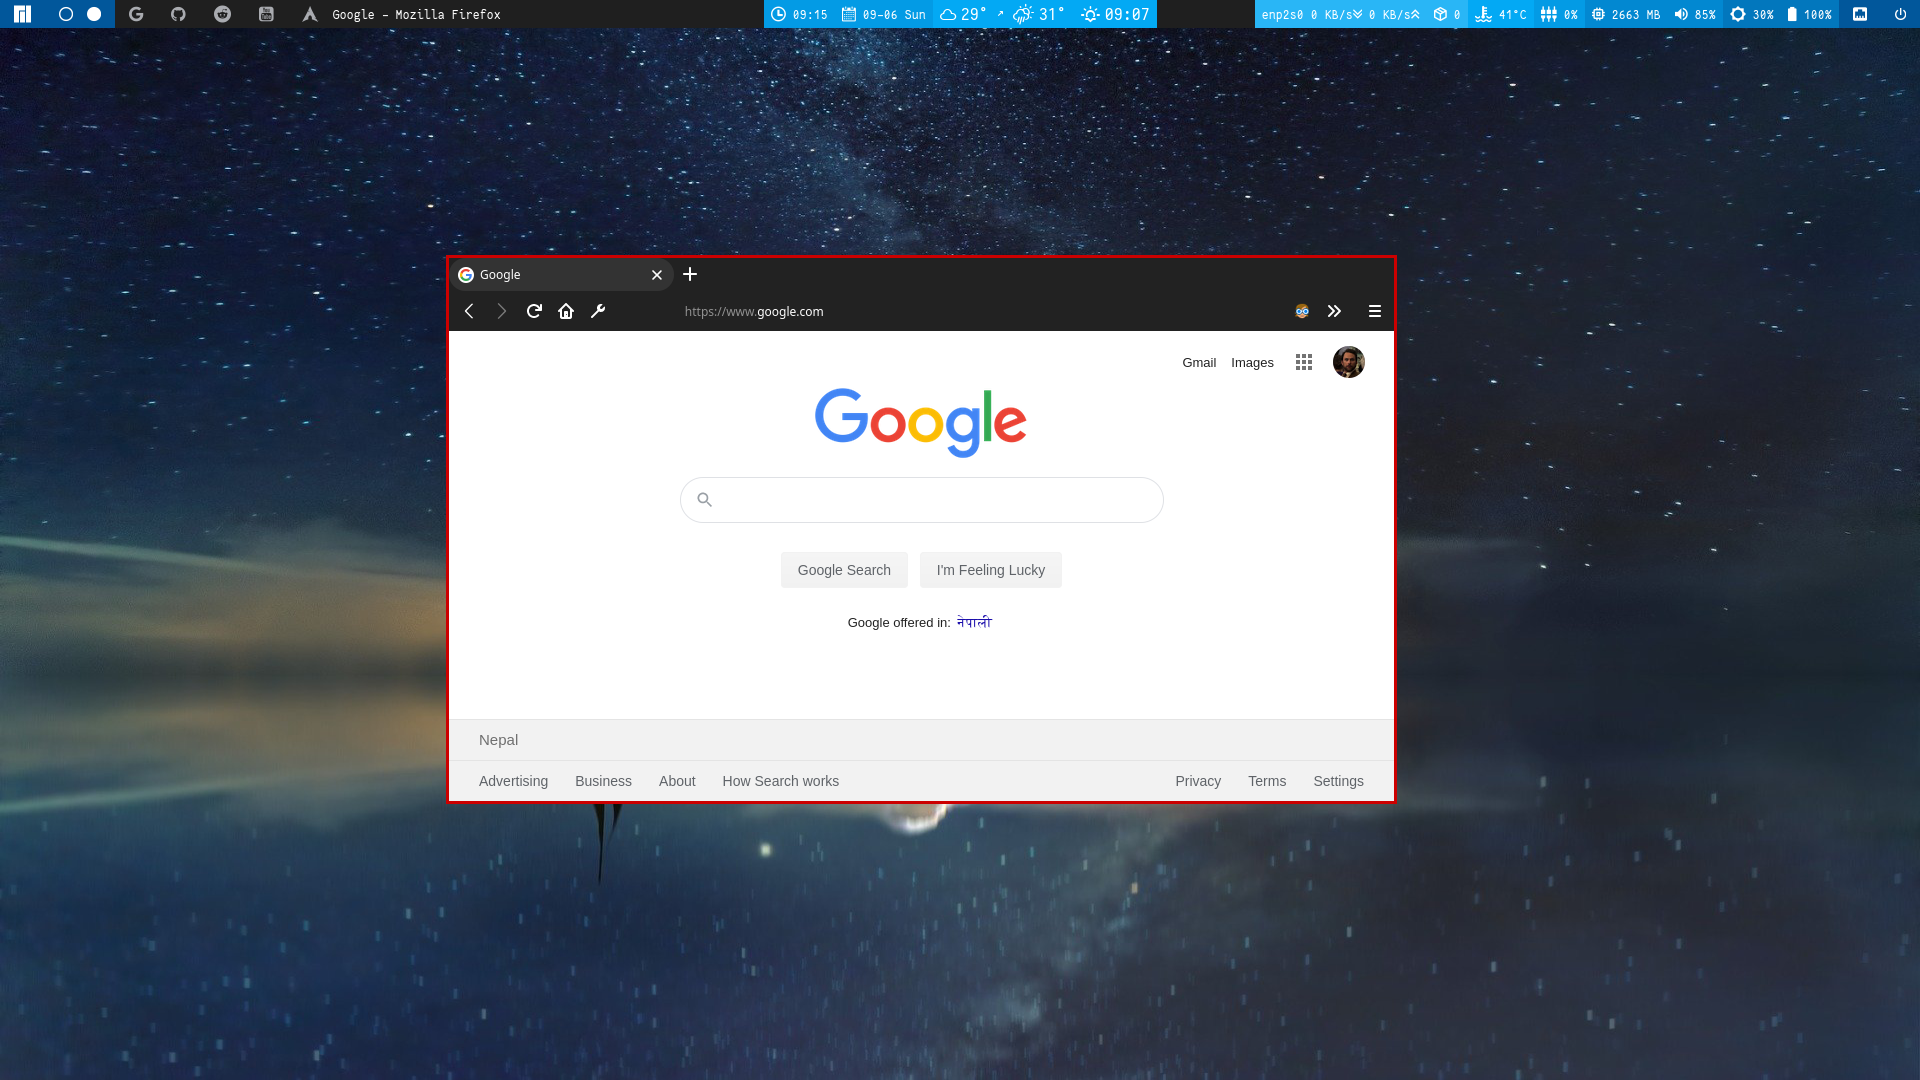 Google - Mozilla Firefox
09:15 09-06 Sun 29° 31° 09:07
enp2s0 0 KB/s 0 KB/s 0 41°C 0% 2663 MB 85% 30% 100%
Google
https://www.google.com
Gmail Images
Google
Google Search I'm Feeling Lucky
Google offered in: नेपाली
Nepal
Advertising Business About How Search works Privacy Terms Settings